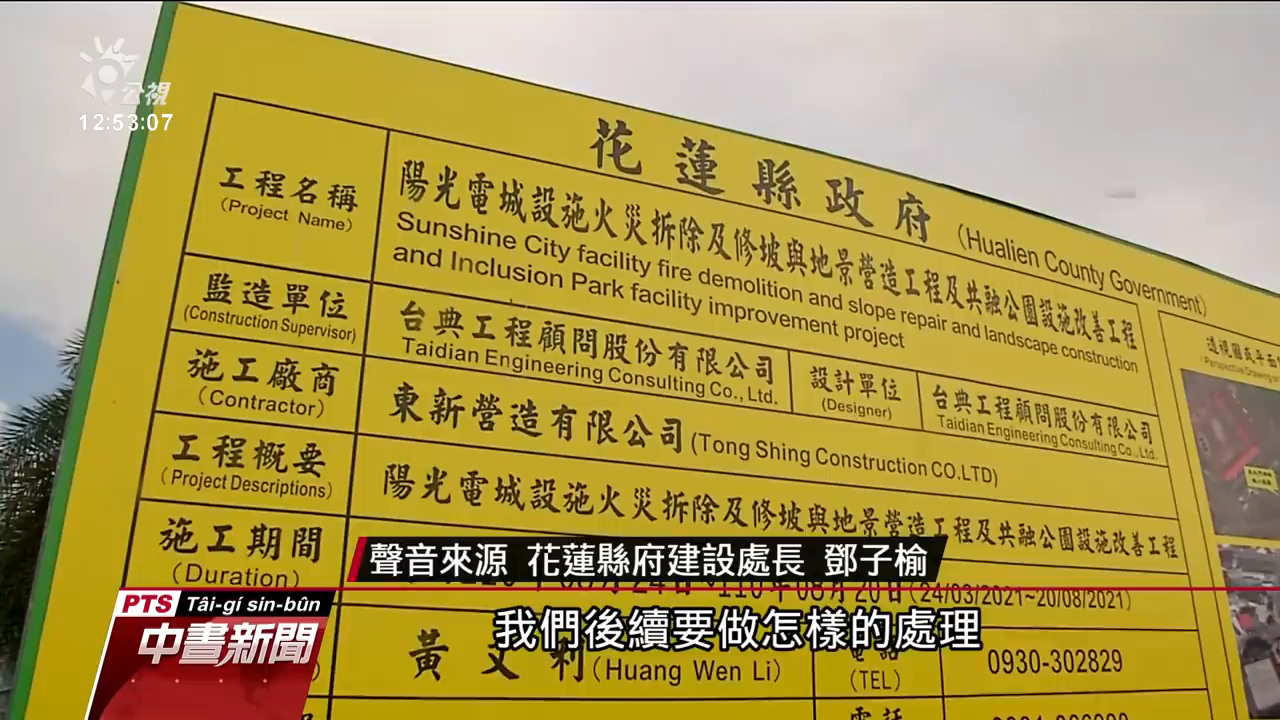 公視
12:53:07
花蓮縣政府 (Hualien County Government)
工程名稱
(Project Name)
陽光電城設施火災拆除及修坡與地景營造工程及共融公園設施改善工程
Sunshine City facility fire demolition and slope repair and landscape construction
and Inclusion Park facility improvement project
監造單位
(Construction Supervisor)
台典工程顧問股份有限公司
Taidian Engineering Consulting Co., Ltd.
設計單位
(Designer)
台典工程顧問股份有限公司
Taidian Engineering Consulting Co., Ltd.
施工廠商
(Contractor)
東新營造有限公司 (Tong Shing Construction CO.LTD)
工程概要
(Project Descriptions)
陽光電城設施火災拆除及修坡與地景營造工程及共融公園設施改善工程
施工期間
(Duration)
(24/03/2021~20/08/2021)
黃文利 (Huang Wen Li)
電話
(TEL)
0930-302829
電話
聲音來源 花蓮縣府建設處長 鄧子榆
我們後續要做怎樣的處理
PTS Tâi-gí sin-bûn
中晝新聞